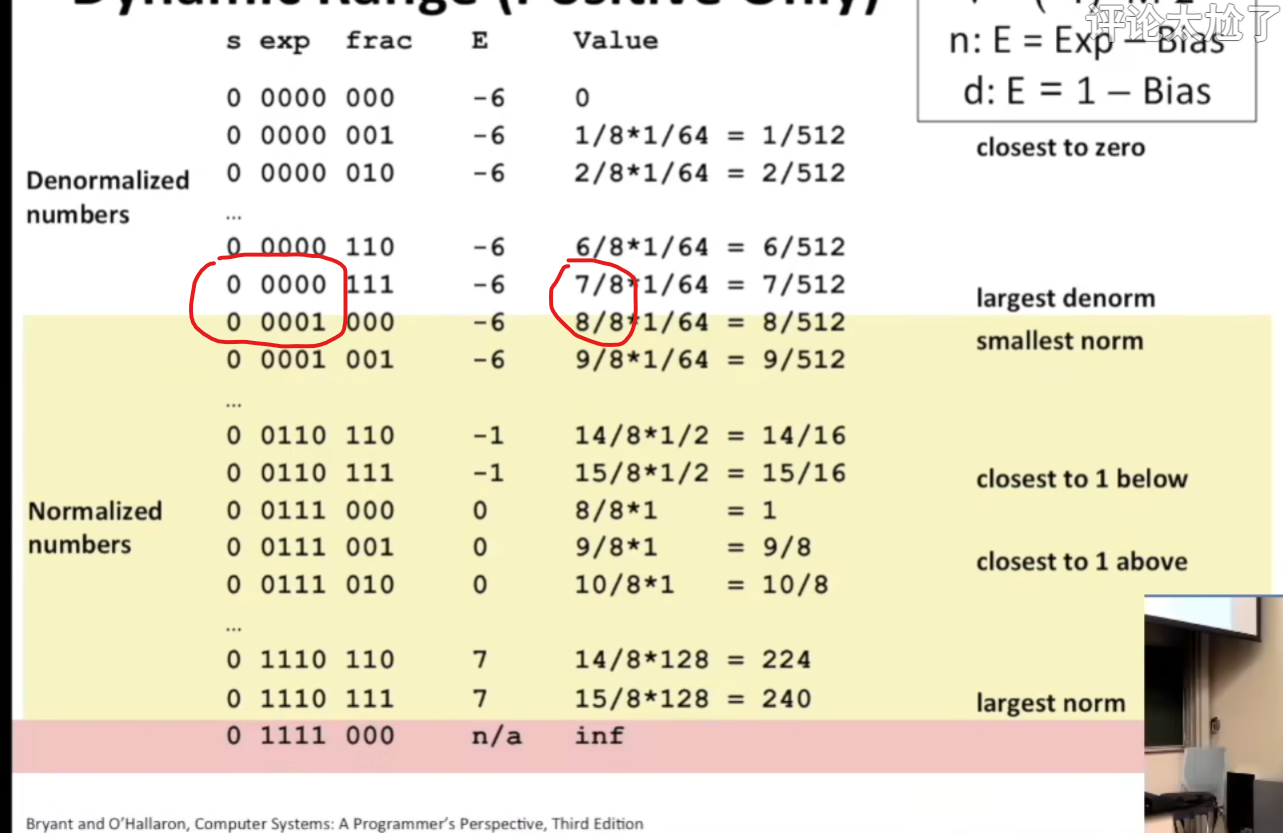 Dynamic Range (Positive Only)
评论太尴尬了
n: E = Exp – Bias
d: E = 1 – Bias
s exp frac E Value
0 0000 000 -6 0
0 0000 001 -6 1/8*1/64 = 1/512 closest to zero
0 0000 010 -6 2/8*1/64 = 2/512
Denormalized
numbers
...
0 0000 110 -6 6/8*1/64 = 6/512
0 0000 111 -6 7/8*1/64 = 7/512 largest denorm
0 0001 000 -6 8/8*1/64 = 8/512 smallest norm
0 0001 001 -6 9/8*1/64 = 9/512
...
0 0110 110 -1 14/8*1/2 = 14/16
0 0110 111 -1 15/8*1/2 = 15/16 closest to 1 below
Normalized
numbers
0 0111 000 0 8/8*1 = 1
0 0111 001 0 9/8*1 = 9/8 closest to 1 above
0 0111 010 0 10/8*1 = 10/8
...
0 1110 110 7 14/8*128 = 224
0 1110 111 7 15/8*128 = 240 largest norm
0 1111 000 n/a inf
Bryant and O'Hallaron, Computer Systems: A Programmer's Perspective, Third Edition